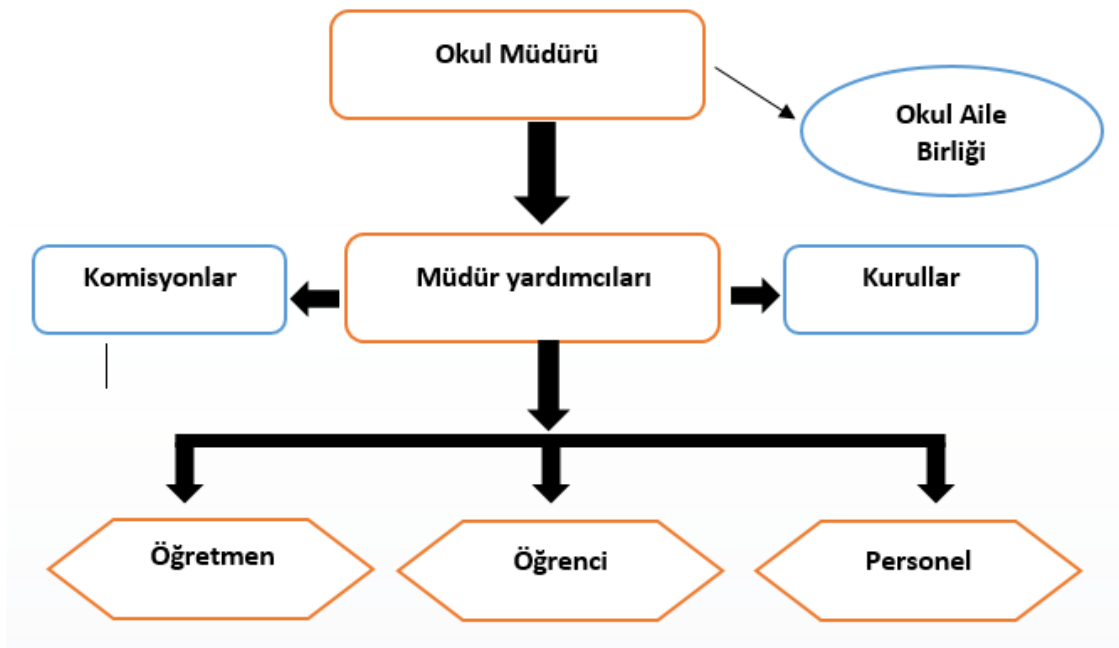 Okul Müdürü
Okul Aile
Birliği
Komisyonlar
Müdür yardımcıları
Kurullar
Öğretmen
Öğrenci
Personel